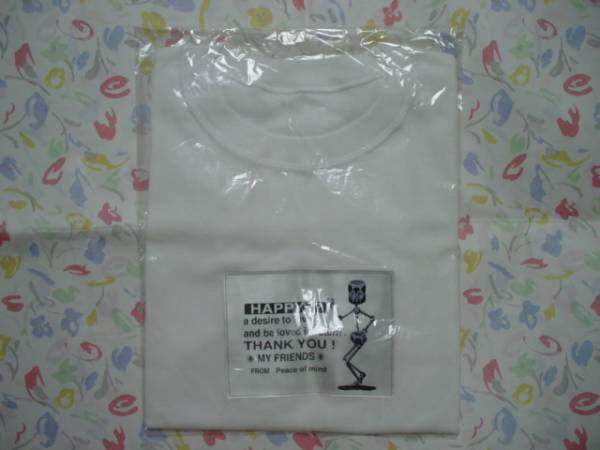 HAPPY
a desire to
and be loved
THANK YOU !
MY FRIENDS
FROM Peace of mind